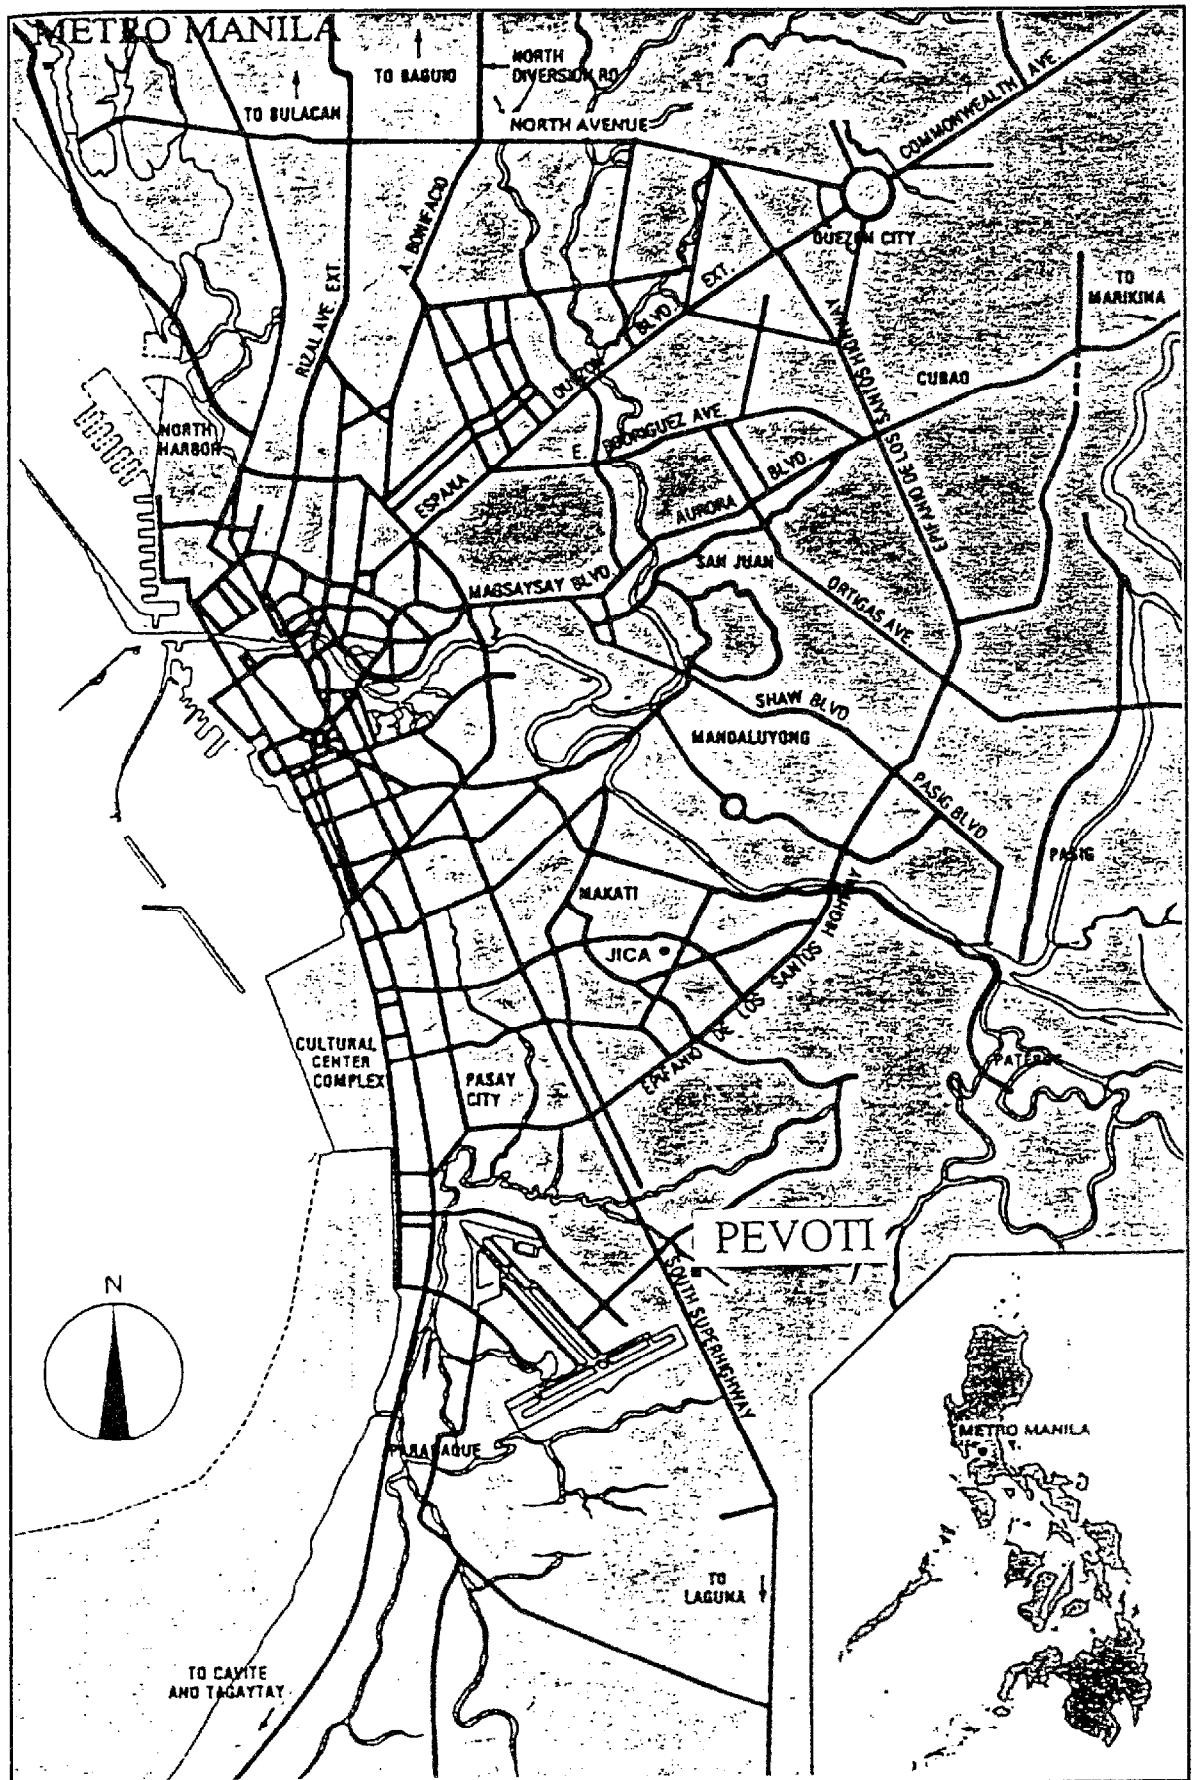 METRO MANILA
TO BAGUIO
NORTH
DIVERSION RD
TO BULACAN
NORTH AVENUE
COMMONWEALTH AVE
A. BONIFACIO
QUEZON CITY
RIZAL AVE EXT
TO
MARIKINA
QUEZON BLVD. EXT.
EPIFANIO DE LOS SANTOS HIGHWAY
CUBAO
NORTH
HARBOR
E. RODRIGUEZ AVE
ESPANA
AURORA BLVD
SAN JUAN
MAGSAYSAY BLVD
ORTIGAS AVE
SHAW BLVD
MANDALUYONG
PASIG BLVD
PASIG
MAKATI
JICA
EPIFANIO DE LOS SANTOS HIGHWAY
CULTURAL
CENTER
COMPLEX
PASAY
CITY
PATEROS
PEVOTI
SOUTH SUPERHIGHWAY
N
METRO MANILA
PARAÑAQUE
TO
LAGUNA
TO CAVITE
AND TAGAYTAY